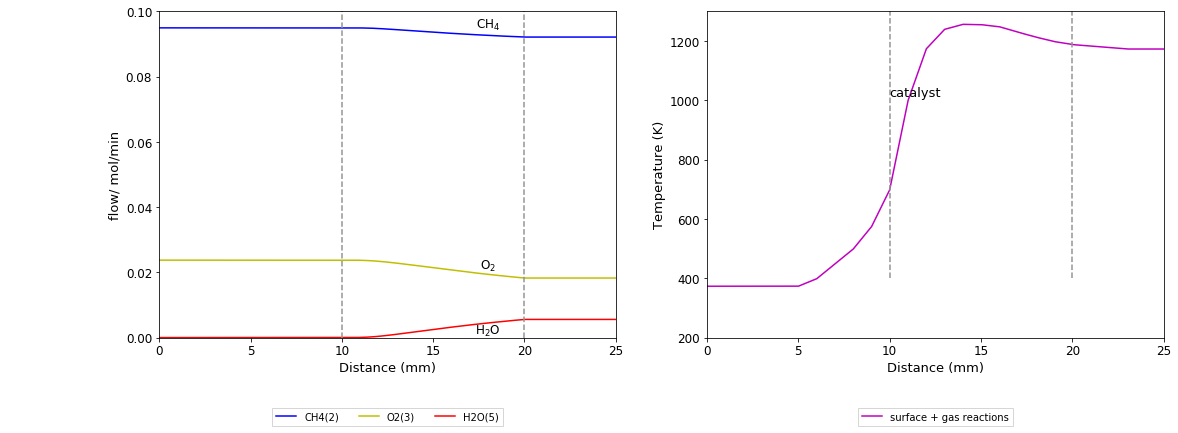 0.10
0.08
0.06
0.04
0.02
0.00
flow/ mol/min
CH₄
O₂
H₂O
0 5 10 15 20 25
Distance (mm)
CH4(2) O2(3) H2O(5)
1200
1000
800
600
400
200
Temperature (K)
catalyst
0 5 10 15 20 25
Distance (mm)
surface + gas reactions